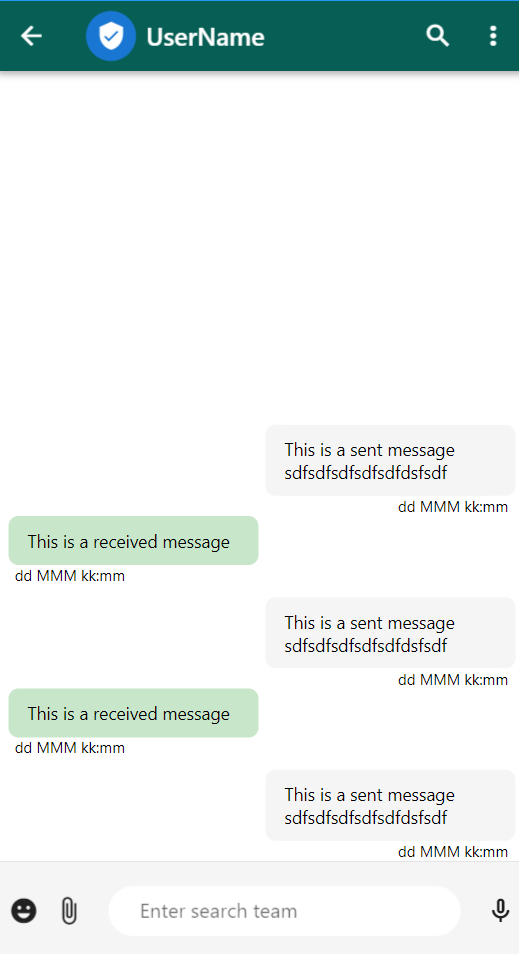 UserName
This is a sent message
sdfsdfsdfsdfsdfdsfsdf
dd MMM kk:mm
This is a received message
dd MMM kk:mm
This is a sent message
sdfsdfsdfsdfsdfdsfsdf
dd MMM kk:mm
This is a received message
dd MMM kk:mm
This is a sent message
sdfsdfsdfsdfsdfdsfsdf
dd MMM kk:mm
Enter search team